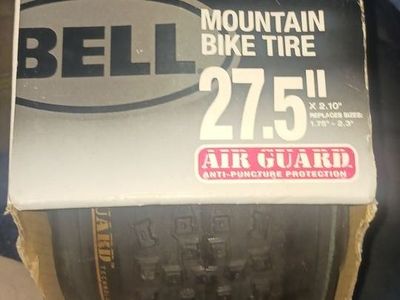 BELL
MOUNTAIN
BIKE TIRE
27.5"
X 2.10"
REPLACES SIZES:
1.75" - 2.3"
AIR GUARD
ANTI-PUNCTURE PROTECTION
GUARD